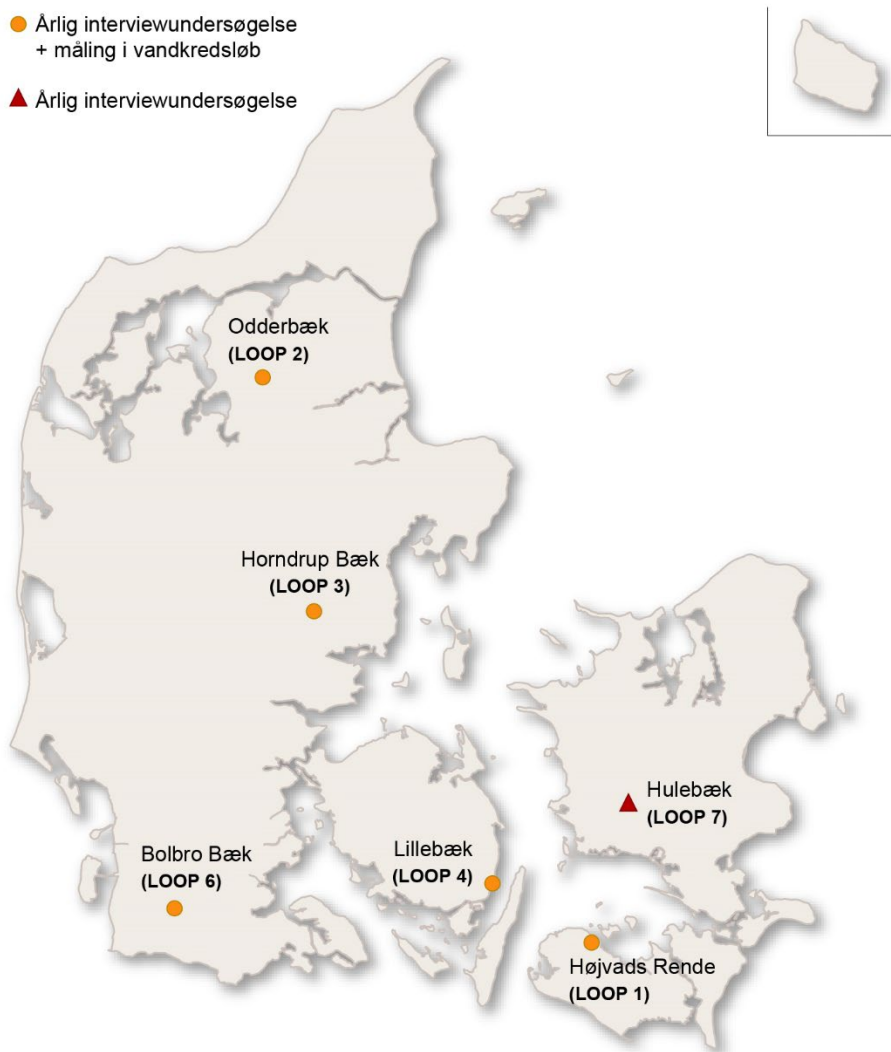 Årlig interviewundersøgelse
+ måling i vandkredsløb
Årlig interviewundersøgelse
Odderbæk
(LOOP 2)
Horndrup Bæk
(LOOP 3)
Hulebæk
(LOOP 7)
Bolbro Bæk
(LOOP 6)
Lillebæk
(LOOP 4)
Højvads Rende
(LOOP 1)